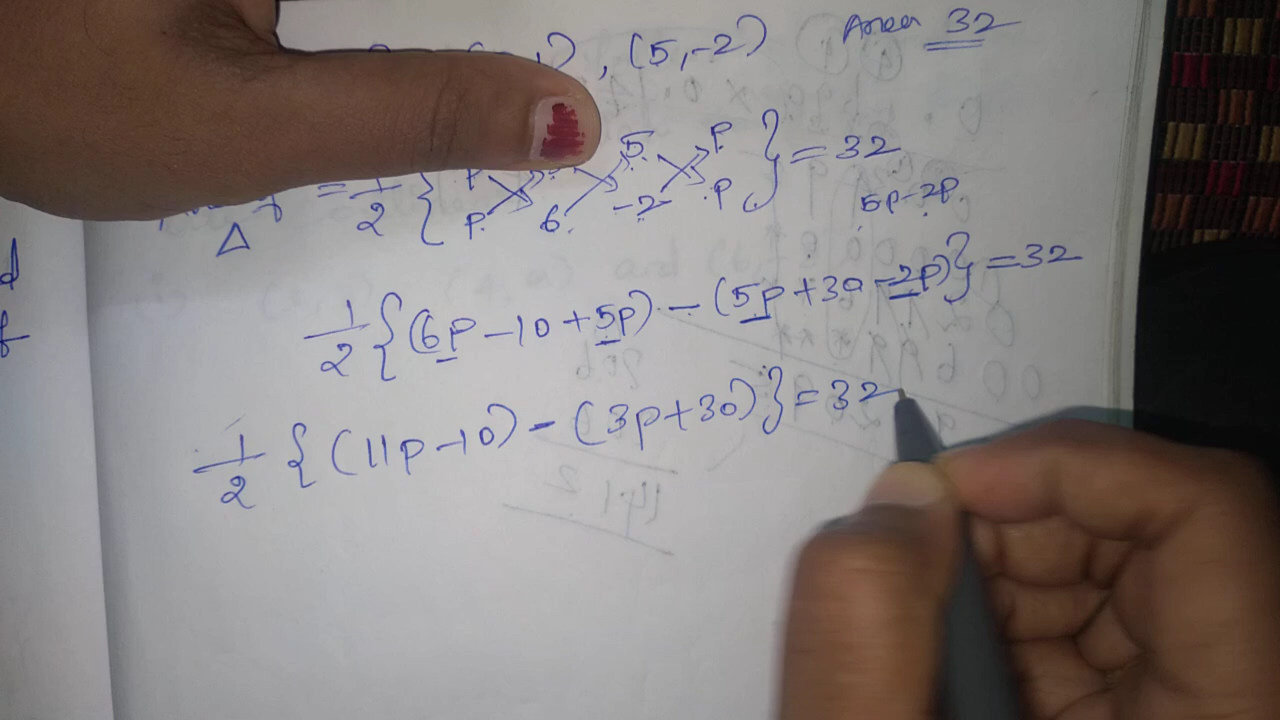 , (5,-2) Area 32
= 1/2 { 5 p } = 32
Δ p 6 -2 p 5p-2p.
1/2 {(6p-10+5p) - (5p+30-2p)} = 32
1/2 {(11p-10) - (3p+30)} = 32
d
f